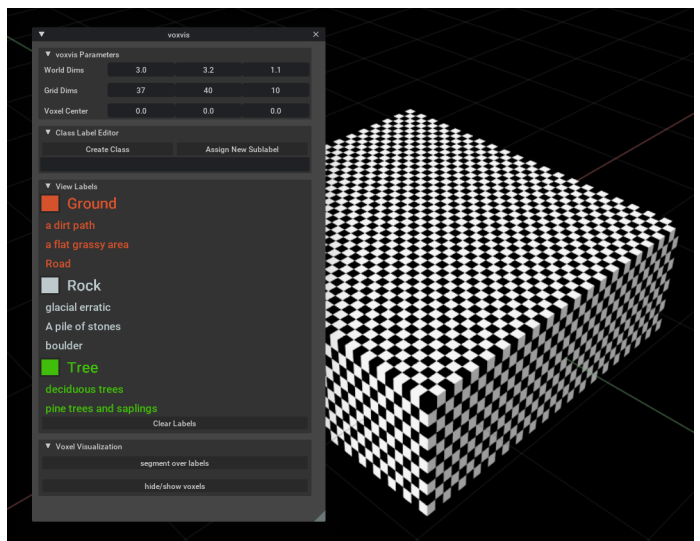 voxvis
voxvis Parameters
World Dims 3.0 3.2 1.1
Grid Dims 37 40 10
Voxel Center 0.0 0.0 0.0
Class Label Editor
Create Class Assign New Sublabel
View Labels
Ground
a dirt path
a flat grassy area
Road
Rock
glacial erratic
A pile of stones
boulder
Tree
deciduous trees
pine trees and saplings
Clear Labels
Voxel Visualization
segment over labels
hide/show voxels